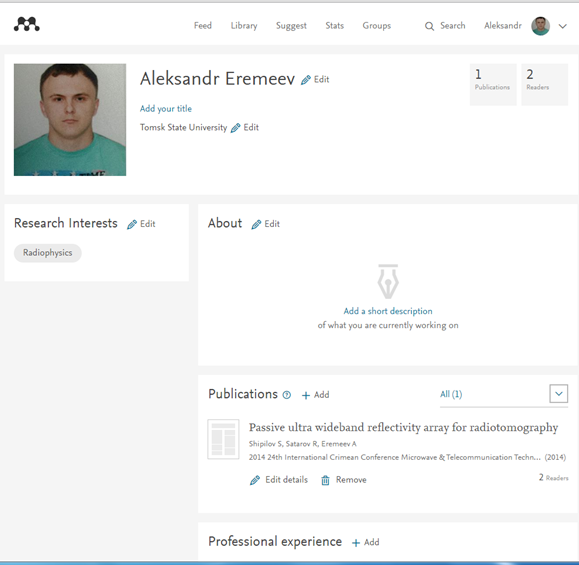 Feed Library Suggest Stats Groups Search Aleksandr
Aleksandr Eremeev Edit
1
Publications
2
Readers
Add your title
Tomsk State University Edit
Research Interests Edit
Radiophysics
About Edit
Add a short description
of what you are currently working on
Publications ? + Add All (1)
Passive ultra wideband reflectivity array for radiotomography
Shipilov S, Satarov R, Eremeev A
2014 24th International Crimean Conference Microwave & Telecommunication Techn... (2014)
Edit details Remove 2 Readers
Professional experience + Add